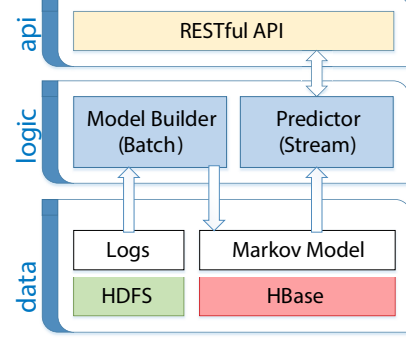 api
RESTful API
logic
Model Builder
(Batch)
Predictor
(Stream)
data
Logs
Markov Model
HDFS
HBase